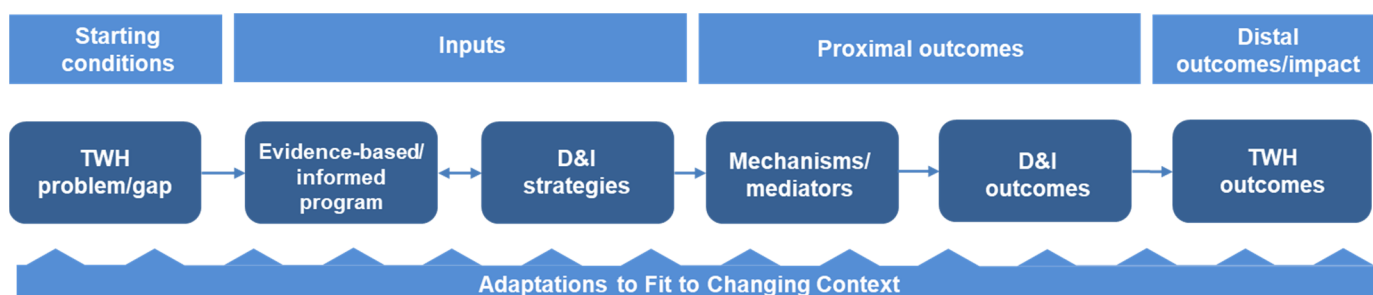 Starting
conditions
Inputs
Proximal outcomes
Distal
outcomes/impact
TWH
problem/gap
Evidence-based/
informed
program
D&I
strategies
Mechanisms/
mediators
D&I
outcomes
TWH
outcomes
Adaptations to Fit to Changing Context